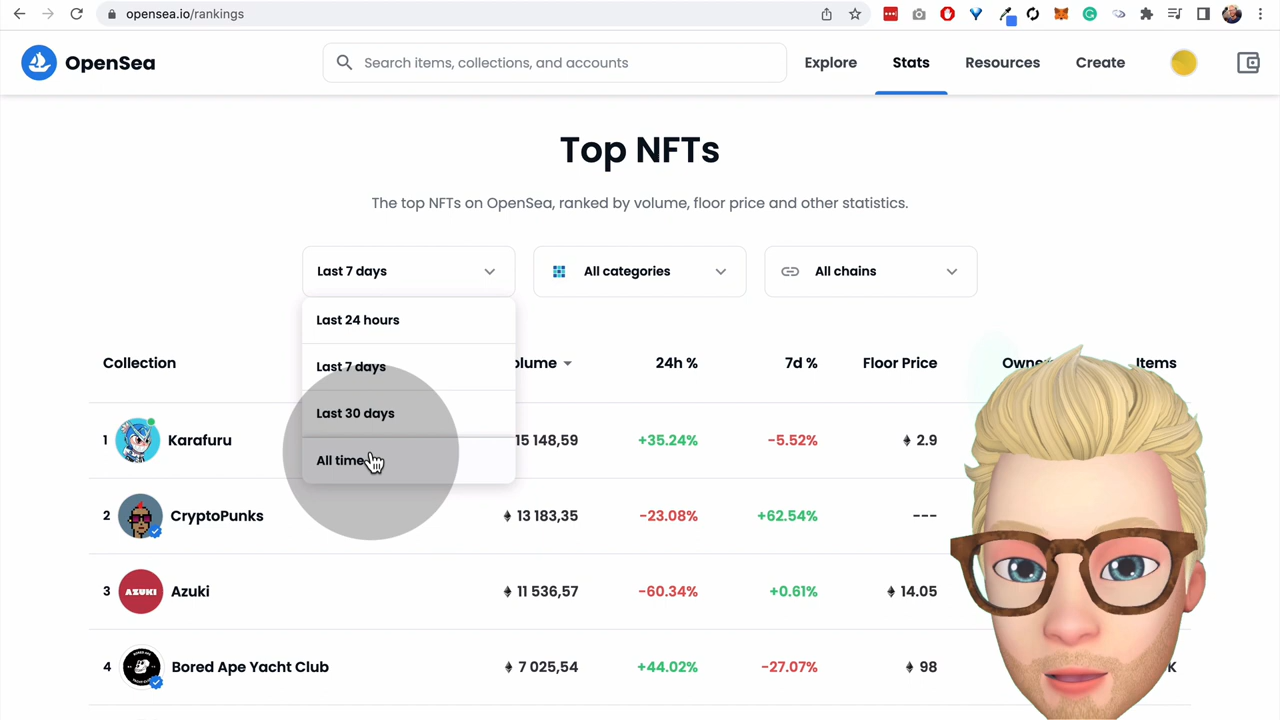 opensea.io/rankings
OpenSea
Search items, collections, and accounts
Explore
Stats
Resources
Create
Top NFTs
The top NFTs on OpenSea, ranked by volume, floor price and other statistics.
Last 7 days
All categories
All chains
Last 24 hours
Last 7 days
Last 30 days
All time
Collection
olume
24h %
7d %
Floor Price
Owne
Items
1 Karafuru 15 148,59 +35.24% -5.52% 2.9
2 CryptoPunks 13 183,35 -23.08% +62.54% ---
3 AZUKI Azuki 11 536,57 -60.34% +0.61% 14.05
4 Bored Ape Yacht Club 7 025,54 +44.02% -27.07% 98 K